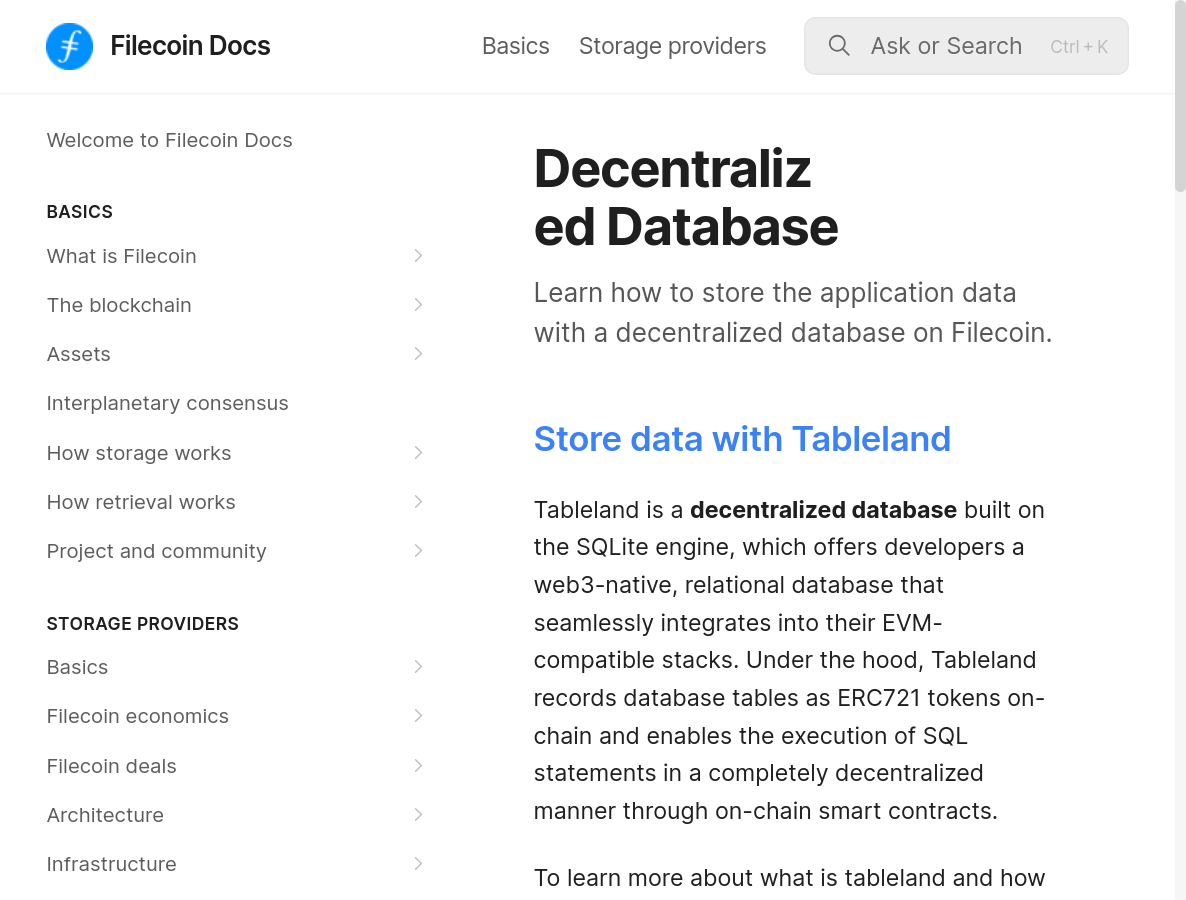 Filecoin Docs
Basics
Storage providers
Ask or Search
Ctrl + K
Welcome to Filecoin Docs
BASICS
What is Filecoin
The blockchain
Assets
Interplanetary consensus
How storage works
How retrieval works
Project and community
STORAGE PROVIDERS
Basics
Filecoin economics
Filecoin deals
Architecture
Infrastructure
Decentraliz
ed Database
Learn how to store the application data
with a decentralized database on Filecoin.
Store data with Tableland
Tableland is a decentralized database built on
the SQLite engine, which offers developers a
web3-native, relational database that
seamlessly integrates into their EVM-
compatible stacks. Under the hood, Tableland
records database tables as ERC721 tokens on-
chain and enables the execution of SQL
statements in a completely decentralized
manner through on-chain smart contracts.
To learn more about what is tableland and how